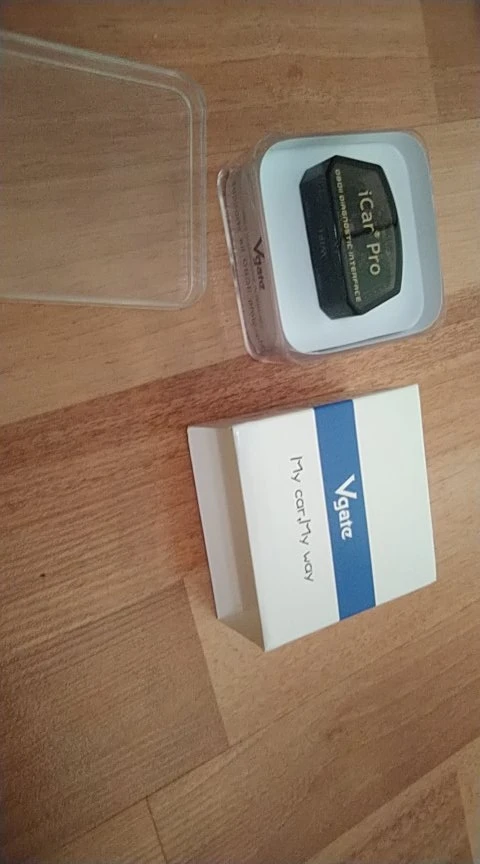 iCar® Pro
OBDII DIAGNOSTIC INTERFACE
Vgate
Vgate
My car,My way